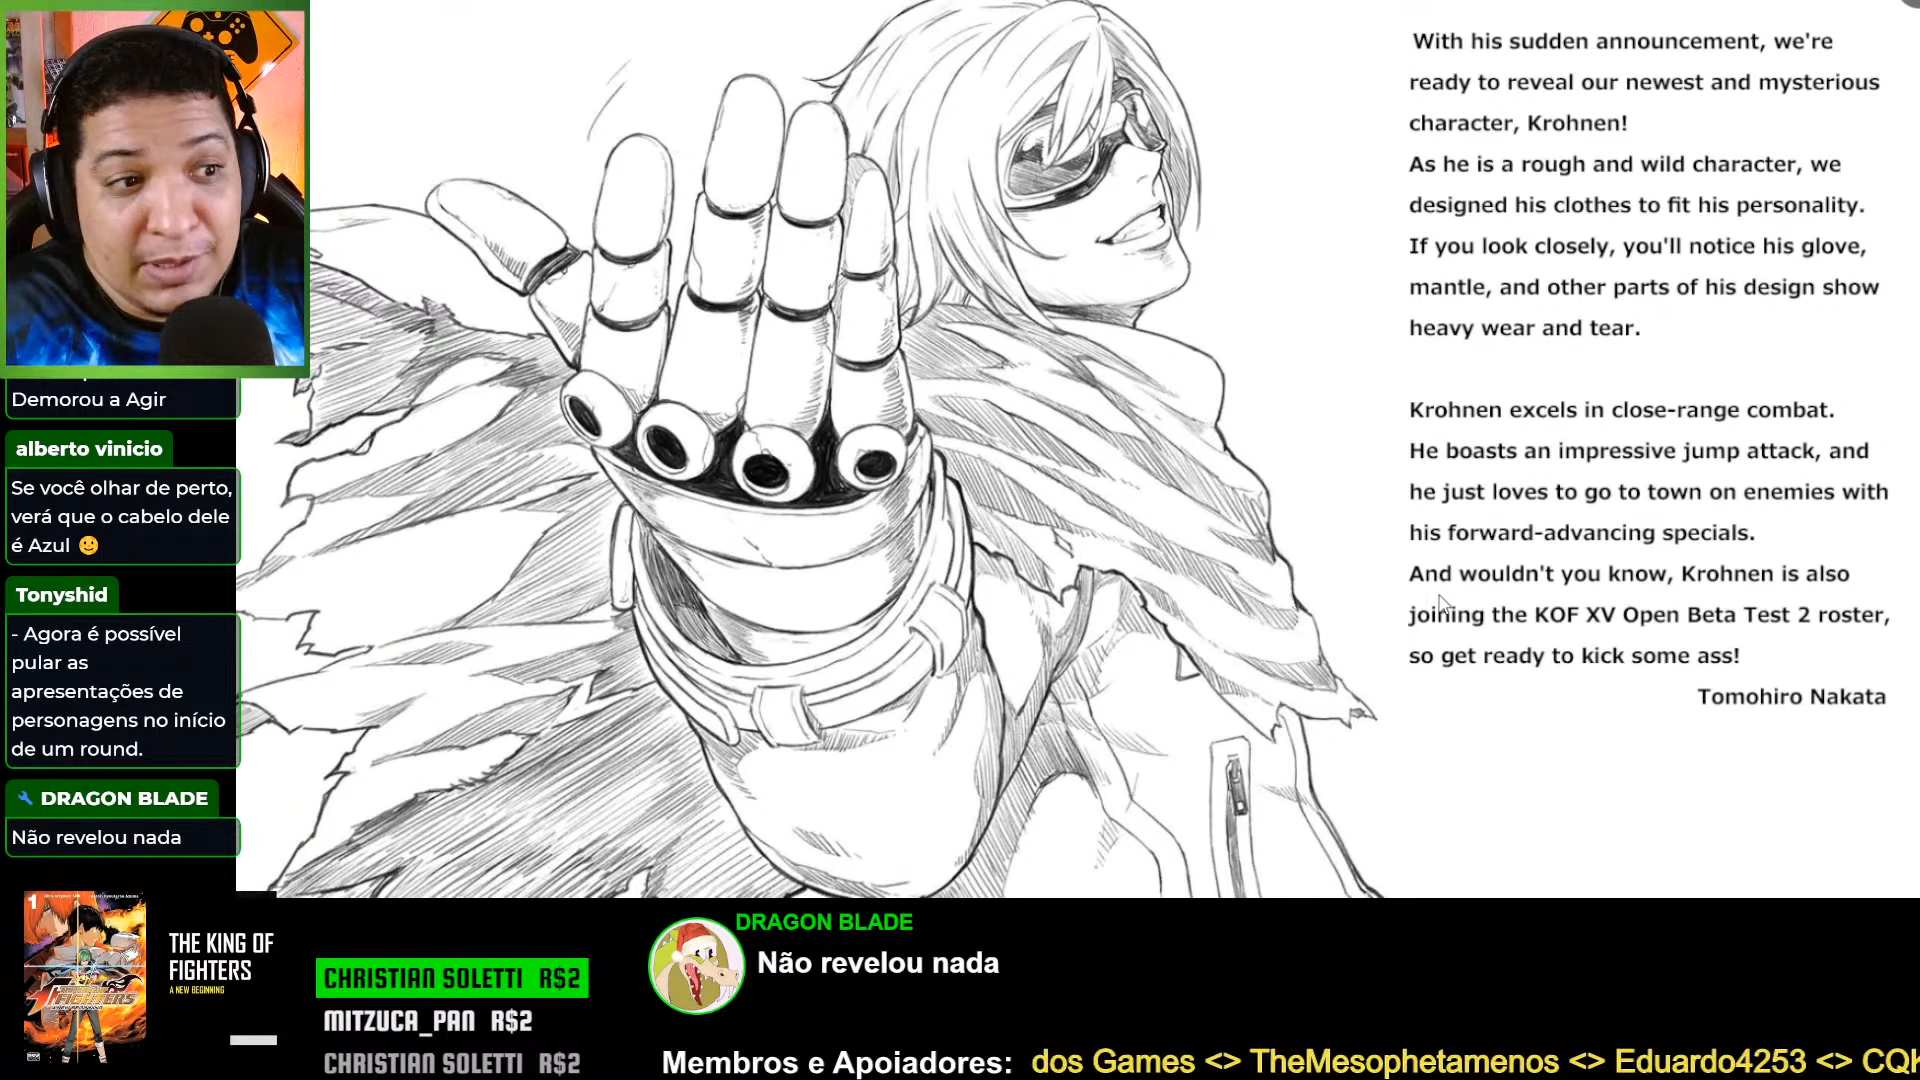 With his sudden announcement, we're
ready to reveal our newest and mysterious
character, Krohnen!
As he is a rough and wild character, we
designed his clothes to fit his personality.
If you look closely, you'll notice his glove,
mantle, and other parts of his design show
heavy wear and tear.
Krohnen excels in close-range combat.
He boasts an impressive jump attack, and
he just loves to go to town on enemies with
his forward-advancing specials.
And wouldn't you know, Krohnen is also
joining the KOF XV Open Beta Test 2 roster,
so get ready to kick some ass!
Tomohiro Nakata
Demorou a Agir
alberto vinicio
Se você olhar de perto,
verá que o cabelo dele
é Azul 🙂
Tonyshid
- Agora é possível
pular as
apresentações de
personagens no início
de um round.
DRAGON BLADE
Não revelou nada
1
THE KING OF
FIGHTERS
A NEW BEGINNING
CHRISTIAN SOLETTI R$2
MITZUCA_PAN R$2
CHRISTIAN SOLETTI R$2
DRAGON BLADE
Não revelou nada
Membros e Apoiadores: dos Games <> TheMesophetamenos <> Eduardo4253 <> CQK